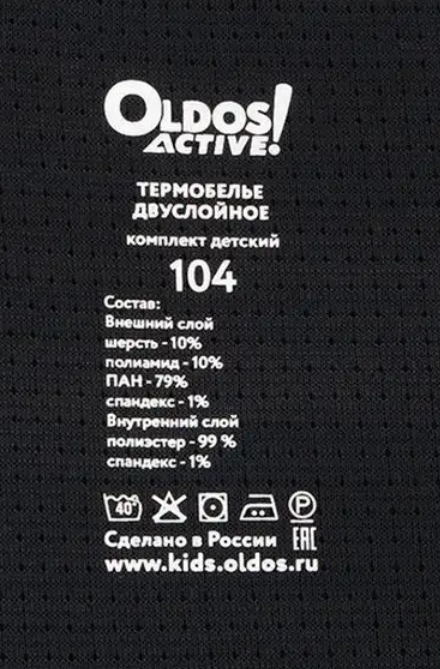 OLDOS!
ACTIVE
ТЕРМОБЕЛЬЕ
ДВУСЛОЙНОЕ
комплект детский
104
Состав:
Внешний слой
шерсть - 10%
полиамид - 10%
ПАН - 79%
спандекс - 1%
Внутренний слой
полиэстер - 99 %
спандекс - 1%
40° P
Сделано в России EAC
www.kids.oldos.ru